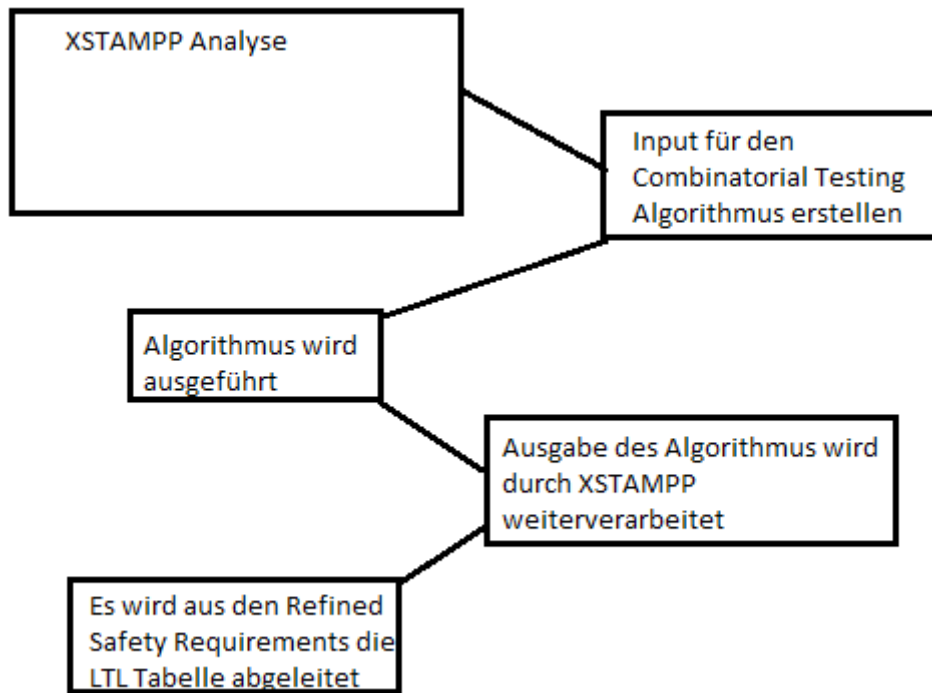 XSTAMPP Analyse
Input für den
Combinatorial Testing
Algorithmus erstellen
Algorithmus wird
ausgeführt
Ausgabe des Algorithmus wird
durch XSTAMPP
weiterverarbeitet
Es wird aus den Refined
Safety Requirements die
LTL Tabelle abgeleitet